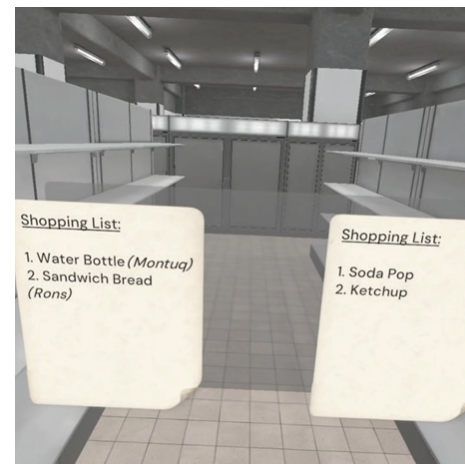 Shopping List:
1. Water Bottle (Montuq)
2. Sandwich Bread
(Rons)
Shopping List:
1. Soda Pop
2. Ketchup